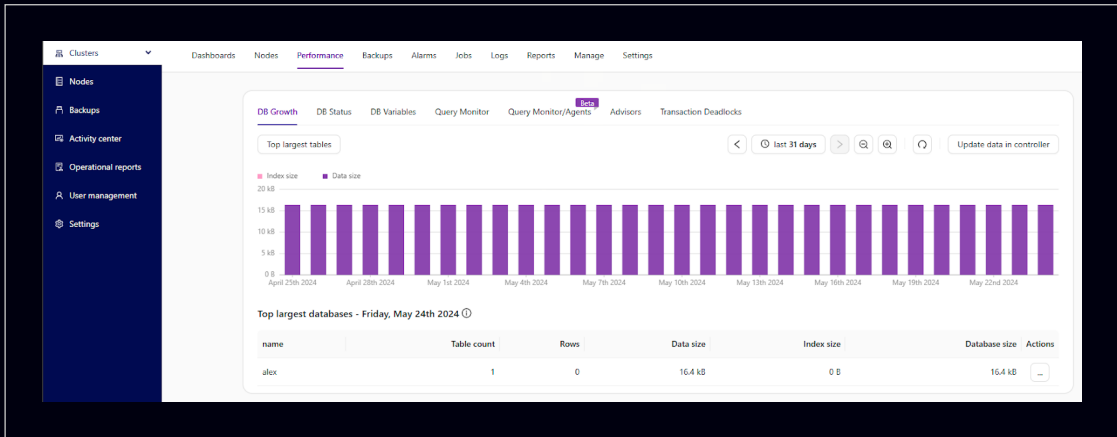 Clusters
Dashboards Nodes Performance Backups Alarms Jobs Logs Reports Manage Settings
Nodes
Backups
Activity center
Operational reports
User management
Settings
Beta
DB Growth DB Status DB Variables Query Monitor Query Monitor/Agents Advisors Transaction Deadlocks
Top largest tables
last 31 days
Update data in controller
Index size Data size
20 kB
15 kB
10 kB
5 kB
0 B
April 25th 2024 April 28th 2024 May 1st 2024 May 4th 2024 May 7th 2024 May 10th 2024 May 13th 2024 May 16th 2024 May 19th 2024 May 22nd 2024
Top largest databases - Friday, May 24th 2024
name Table count Rows Data size Index size Database size Actions
alex 1 0 16.4 kB 0 B 16.4 kB ...